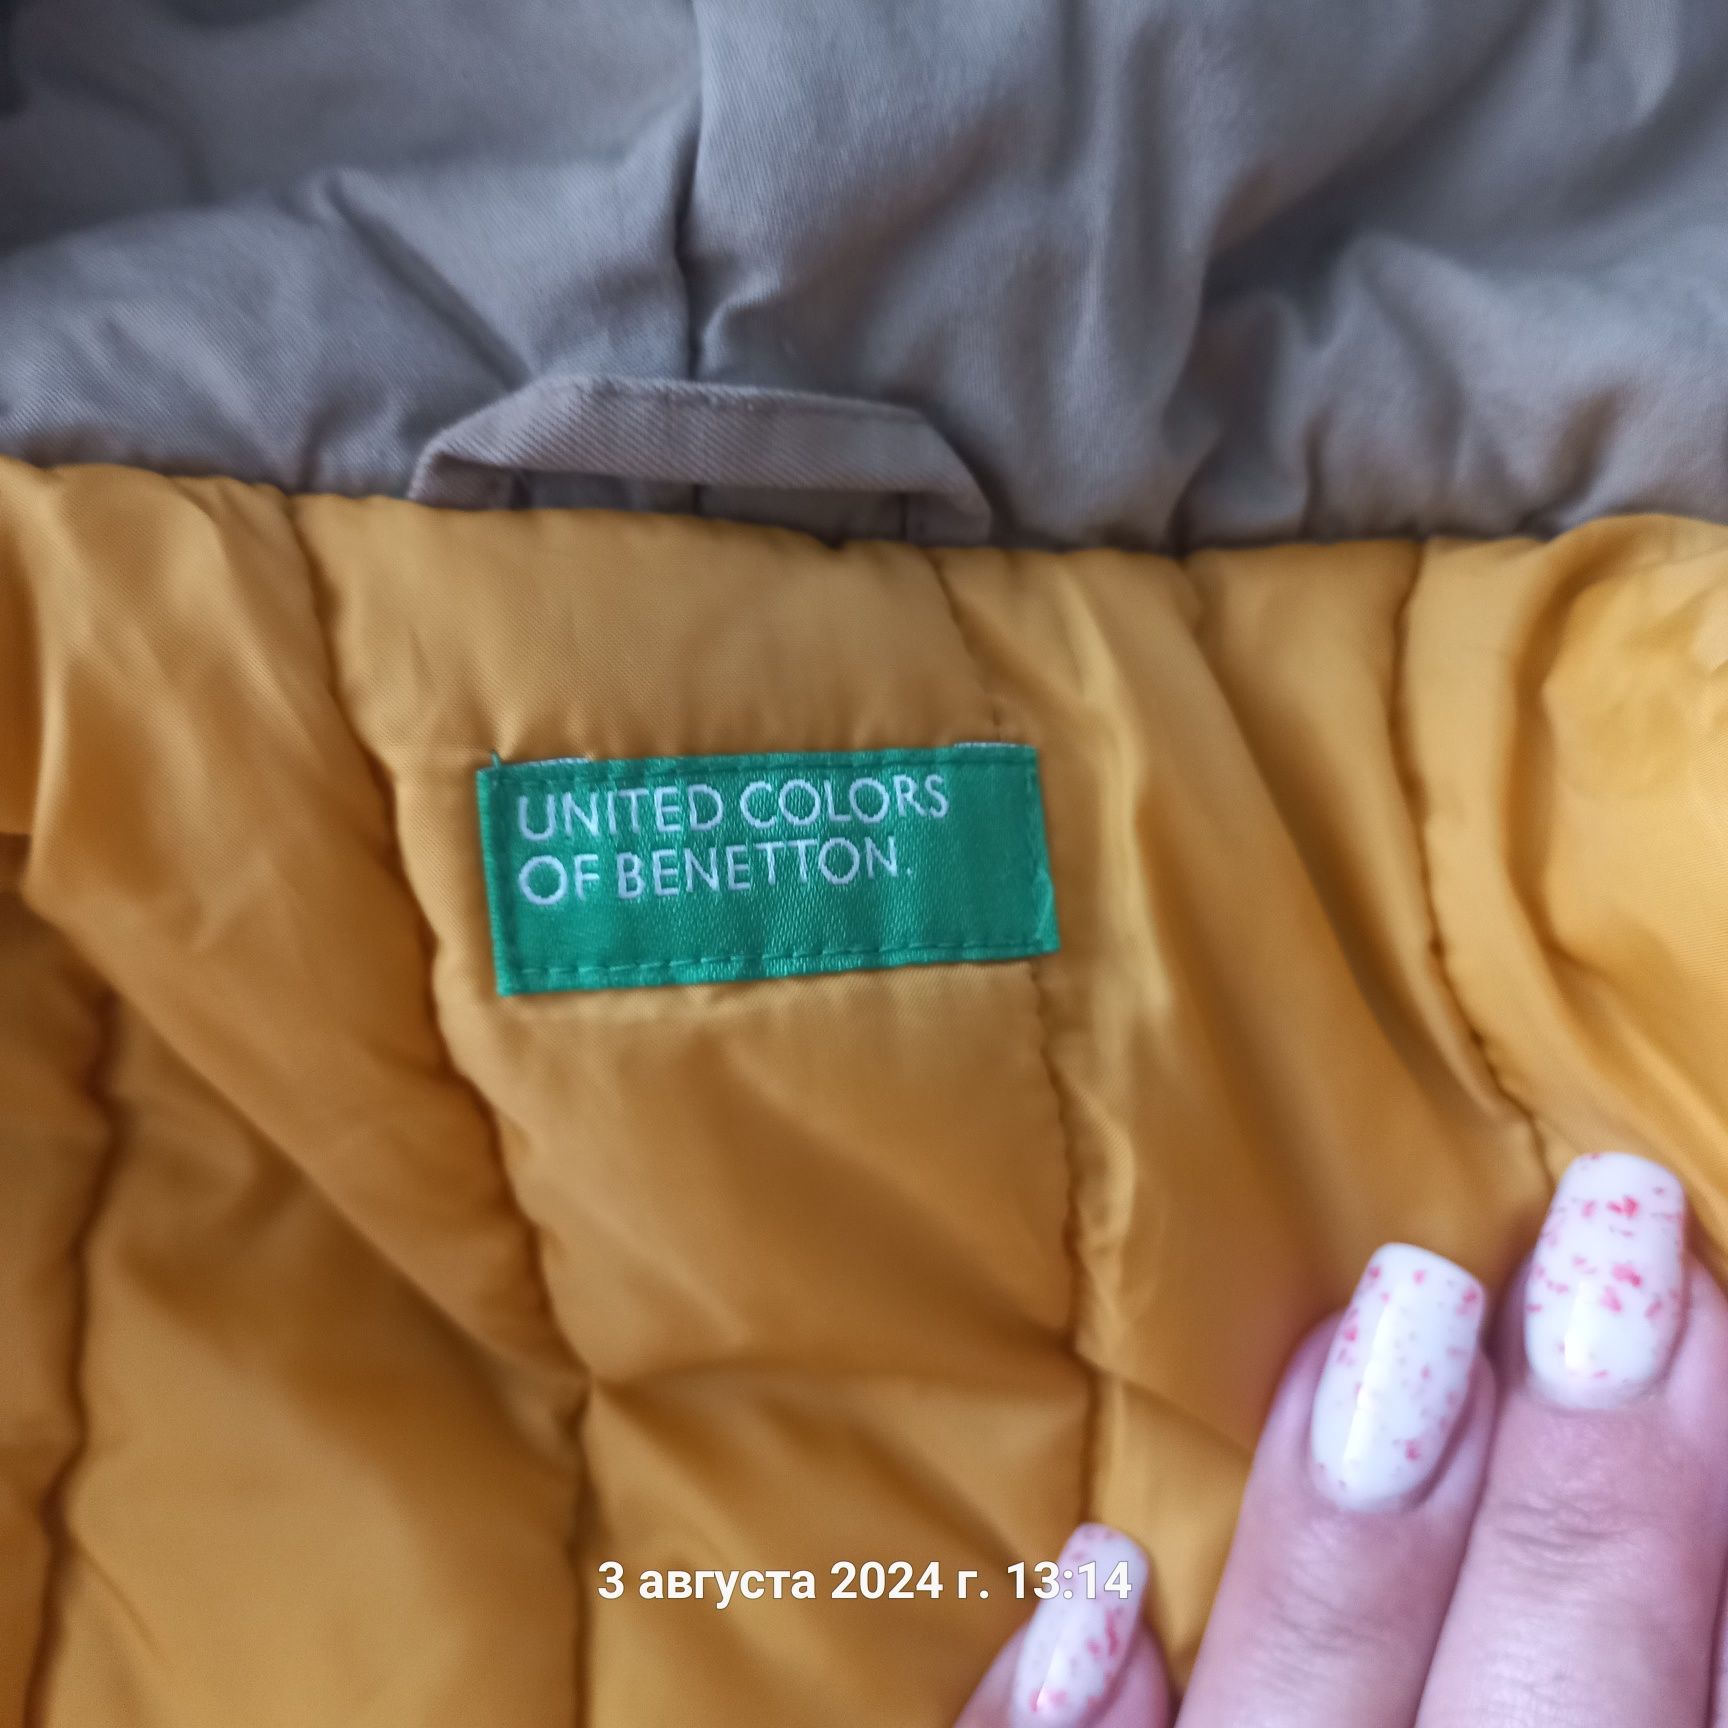 UNITED COLORS
OF BENETTON.
3 августа 2024 г. 13:14